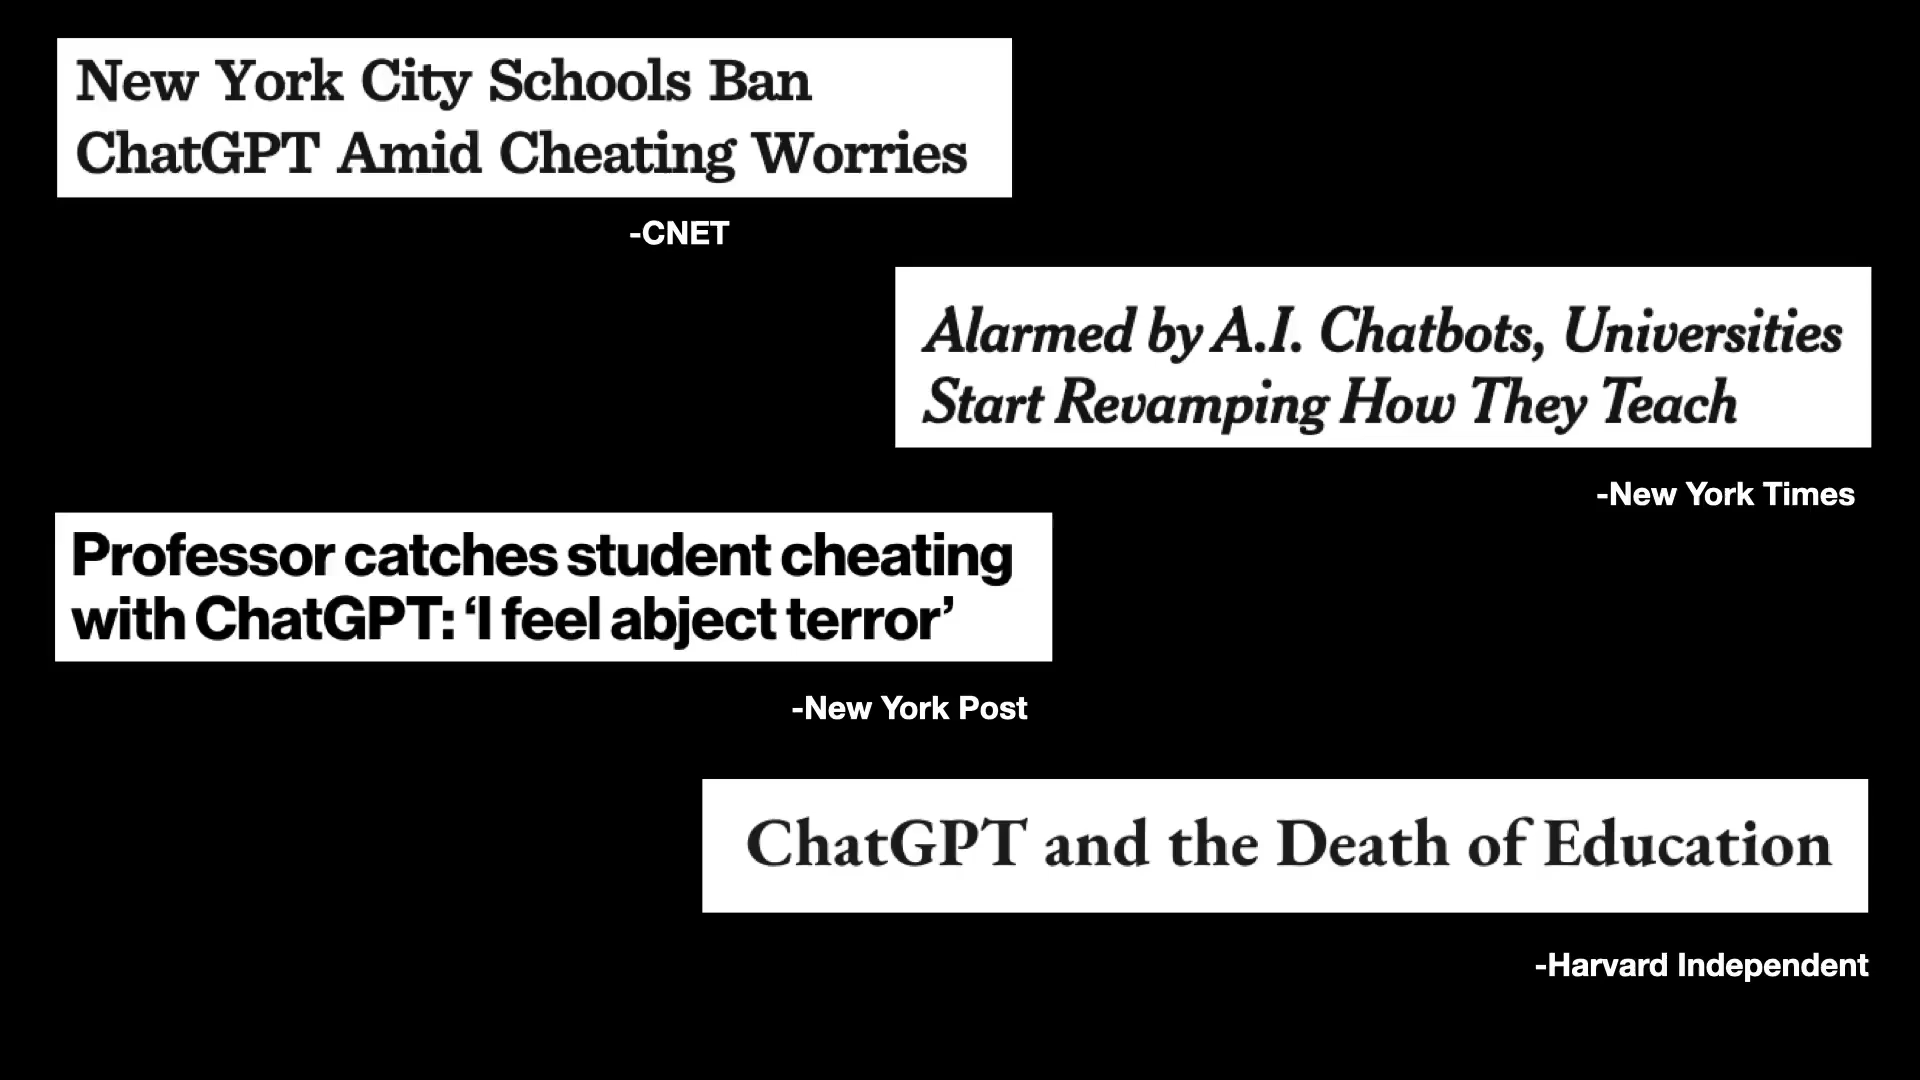 New York City Schools Ban
ChatGPT Amid Cheating Worries
-CNET
Alarmed by A.I. Chatbots, Universities
Start Revamping How They Teach
-New York Times
Professor catches student cheating
with ChatGPT: ‘I feel abject terror’
-New York Post
ChatGPT and the Death of Education
-Harvard Independent